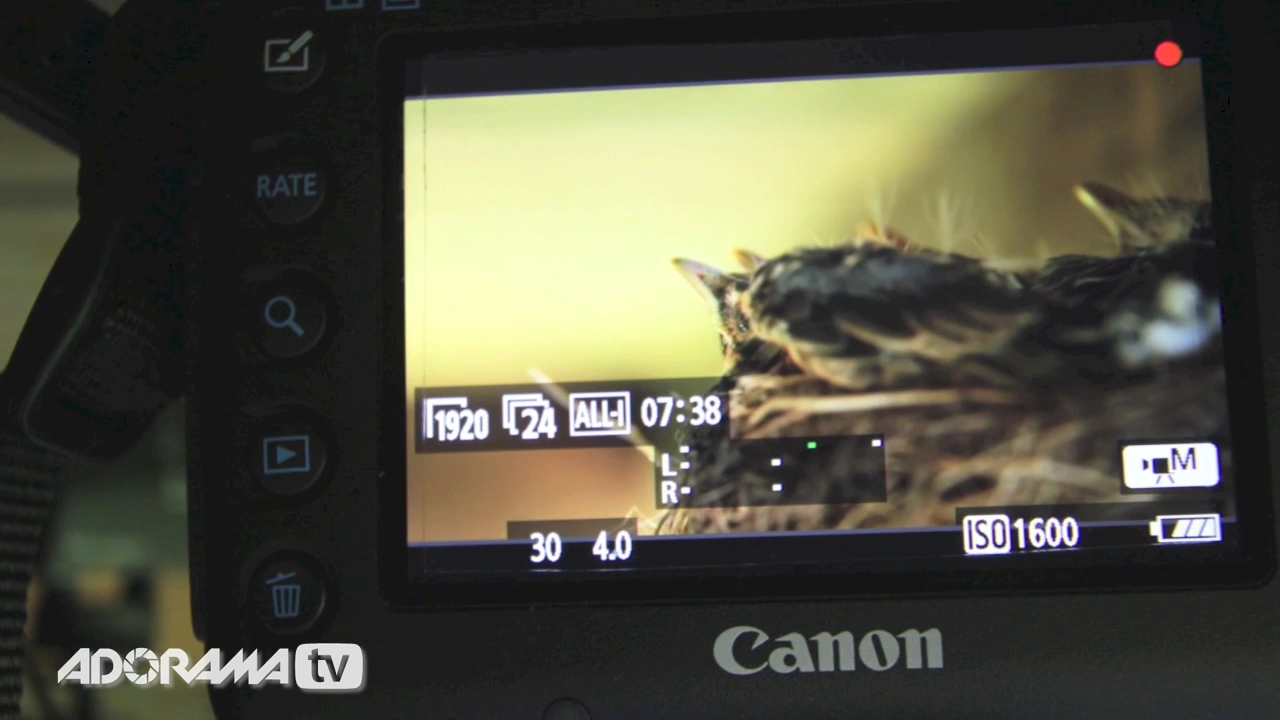 RATE
1920 24 ALL-I 07:38
L
R
M
30 4.0 ISO 1600
Canon
ADORAMA tv